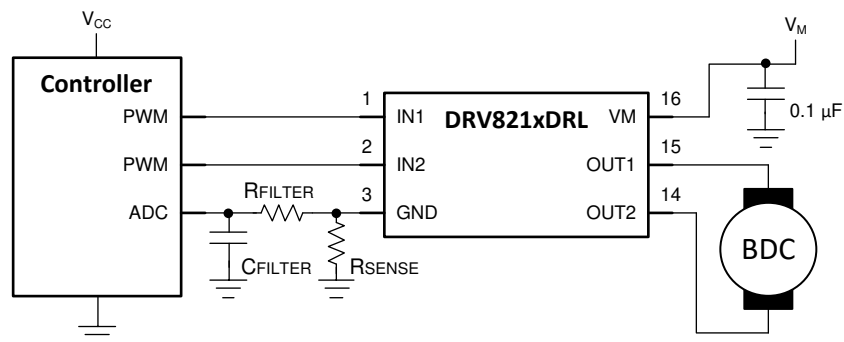 VCC
VM
Controller
PWM
PWM
ADC
RFILTER
CFILTER
RSENSE
1
2
3
IN1
IN2
GND
DRV821xDRL
VM
OUT1
OUT2
16
15
14
0.1 µF
BDC